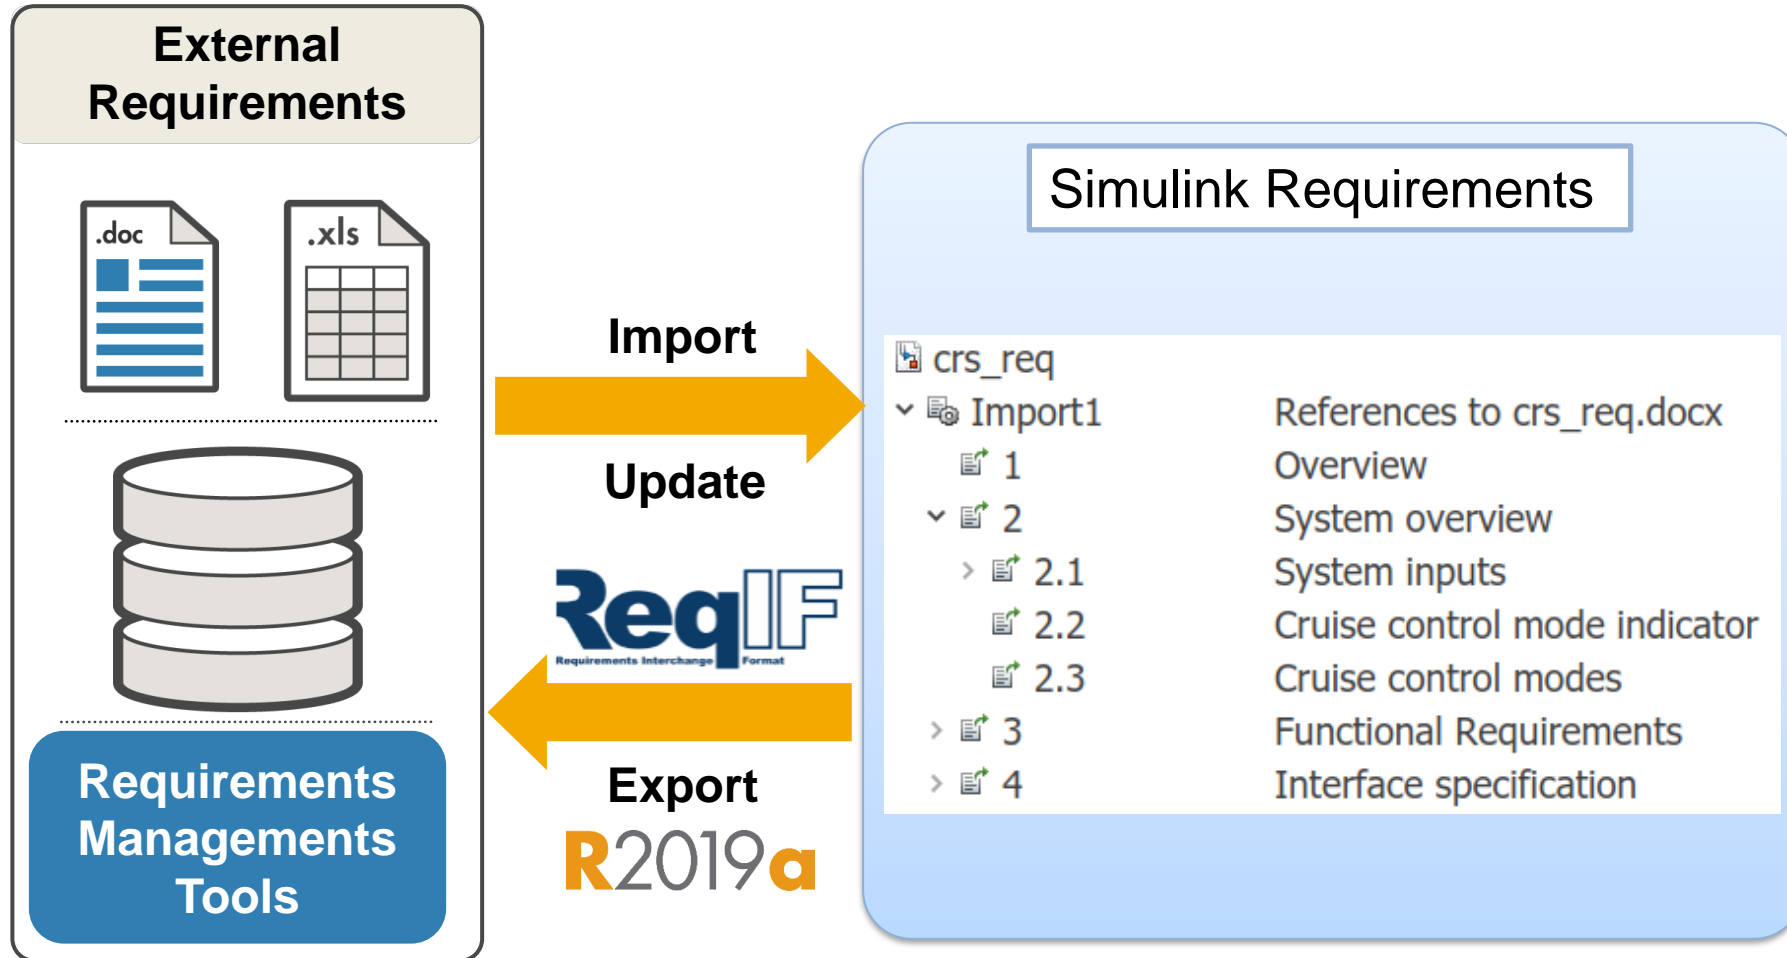 External
Requirements
.doc
.xls
Requirements
Managements
Tools
Import
Update
ReqIF
Requirements Interchange Format
Export
R2019a
Simulink Requirements
crs_req
Import1 References to crs_req.docx
1 Overview
2 System overview
2.1 System inputs
2.2 Cruise control mode indicator
2.3 Cruise control modes
3 Functional Requirements
4 Interface specification